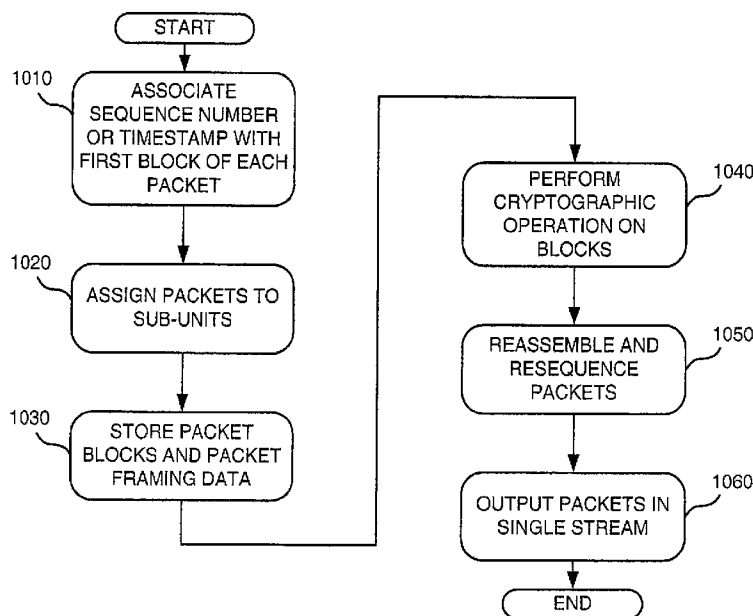 START
1010
ASSOCIATE
SEQUENCE NUMBER
OR TIMESTAMP WITH
FIRST BLOCK OF EACH
PACKET
1020
ASSIGN PACKETS TO
SUB-UNITS
1030
STORE PACKET
BLOCKS AND PACKET
FRAMING DATA
1040
PERFORM
CRYPTOGRAPHIC
OPERATION ON
BLOCKS
1050
REASSEMBLE AND
RESEQUENCE
PACKETS
1060
OUTPUT PACKETS IN
SINGLE STREAM
END